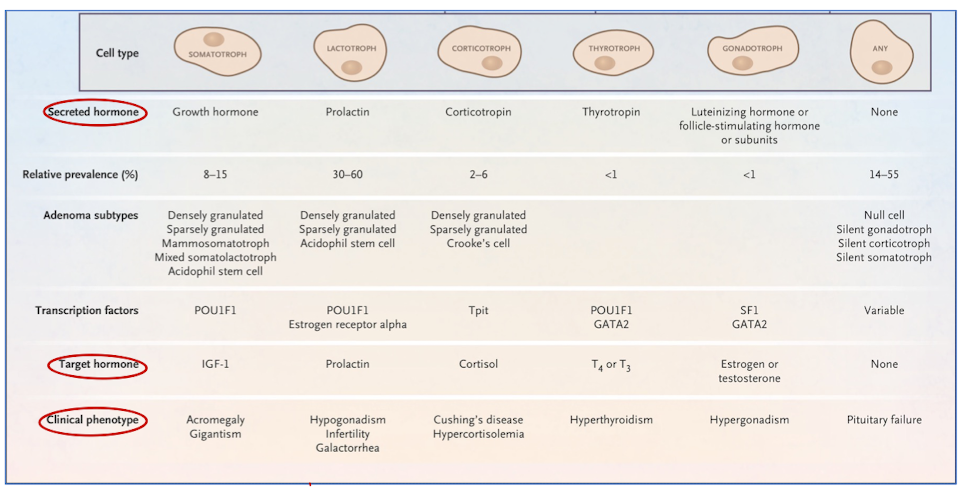 Cell type
SOMATOTROPH
LACTOTROPH
CORTICOTROPH
THYROTROPH
GONADOTROPH
ANY
Secreted hormone
Growth hormone
Prolactin
Corticotropin
Thyrotropin
Luteinizing hormone or
follicle-stimulating hormone
or subunits
None
Relative prevalence (%)
8–15
30–60
2–6
<1
<1
14–55
Adenoma subtypes
Densely granulated
Sparsely granulated
Mammosomatotroph
Mixed somatolactotroph
Acidophil stem cell
Densely granulated
Sparsely granulated
Acidophil stem cell
Densely granulated
Sparsely granulated
Crooke's cell
Null cell
Silent gonadotroph
Silent corticotroph
Silent somatotroph
Transcription factors
POU1F1
POU1F1
Estrogen receptor alpha
Tpit
POU1F1
GATA2
SF1
GATA2
Variable
Target hormone
IGF-1
Prolactin
Cortisol
T4 or T3
Estrogen or
testosterone
None
Clinical phenotype
Acromegaly
Gigantism
Hypogonadism
Infertility
Galactorrhea
Cushing's disease
Hypercortisolemia
Hyperthyroidism
Hypergonadism
Pituitary failure